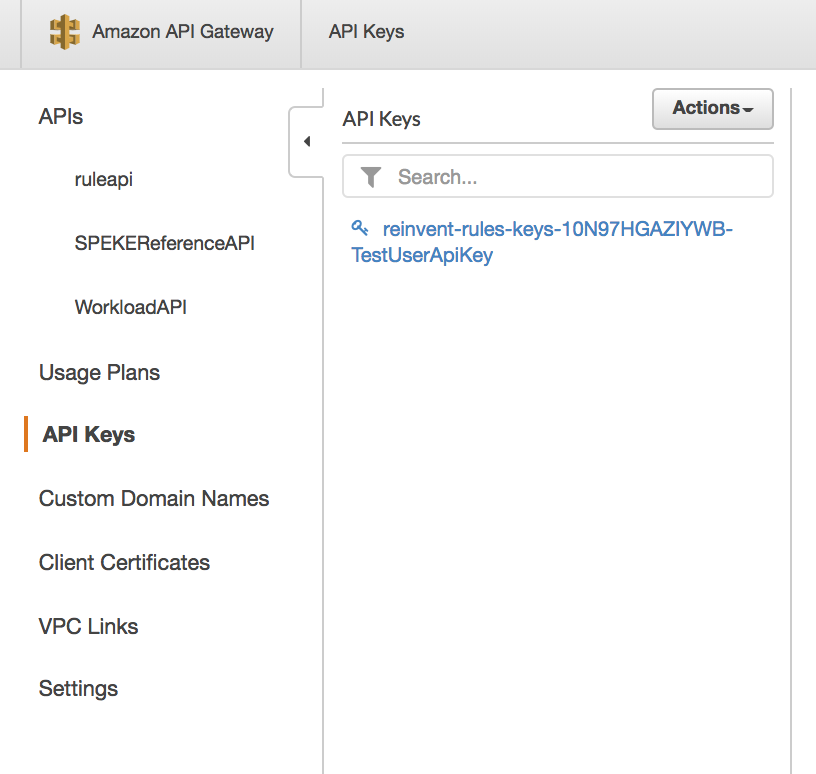 Amazon API Gateway
API Keys
APIs
ruleapi
SPEKEReferenceAPI
WorkloadAPI
Usage Plans
API Keys
Custom Domain Names
Client Certificates
VPC Links
Settings
API Keys
Actions
Search...
reinvent-rules-keys-10N97HGAZIYWB-
TestUserApiKey